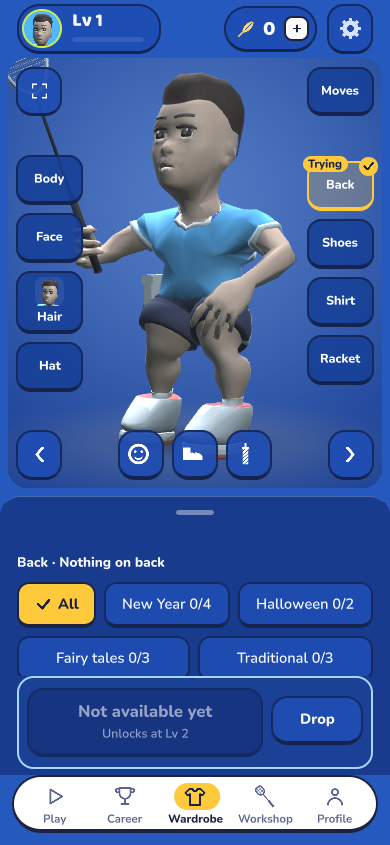 Lv 1
0
+
Moves
Body
Trying
Back
Face
Shoes
Hair
Shirt
Hat
Racket
Back · Nothing on back
All
New Year 0/4
Halloween 0/2
Fairy tales 0/3
Traditional 0/3
Not available yet
Unlocks at Lv 2
Drop
Play
Career
Wardrobe
Workshop
Profile